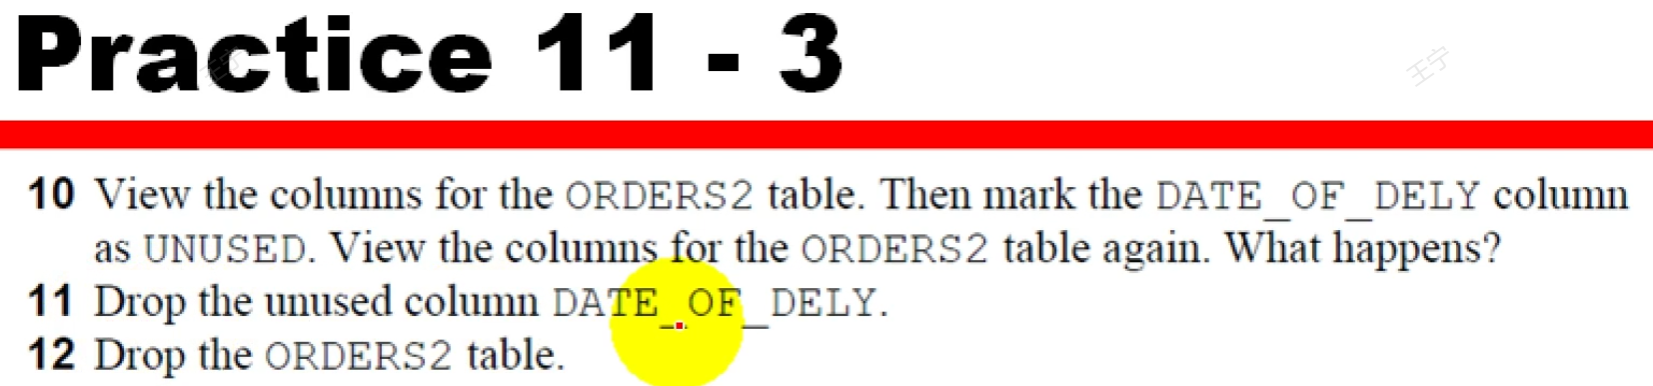 Practice 11 - 3
王宁
10 View the columns for the ORDERS2 table. Then mark the DATE_OF_DELY column
as UNUSED. View the columns for the ORDERS2 table again. What happens?
11 Drop the unused column DATE_OF_DELY.
12 Drop the ORDERS2 table.